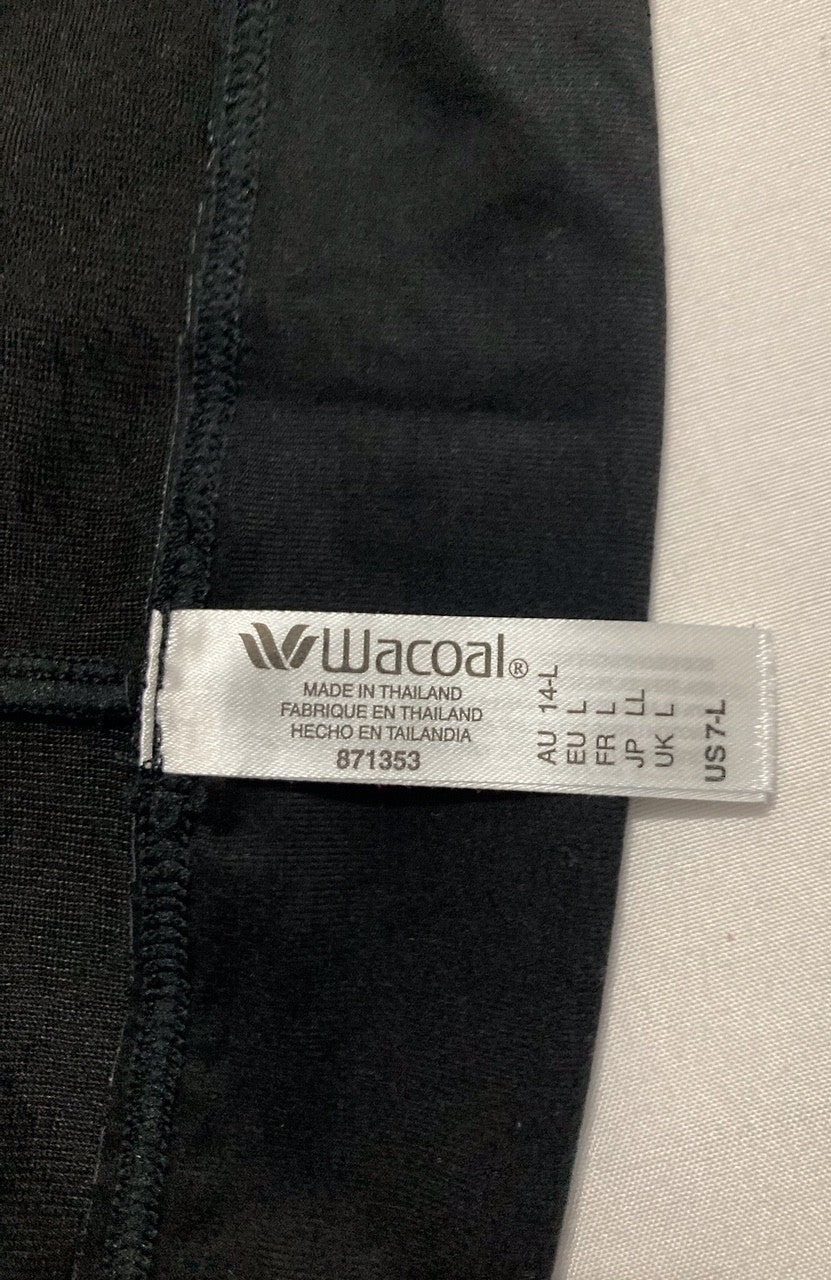 Wacoal®
MADE IN THAILAND
FABRIQUE EN THAILAND
HECHO EN TAILANDIA
871353
AU 14-L
EU L
FR L
JP LL
UK L
US 7-L